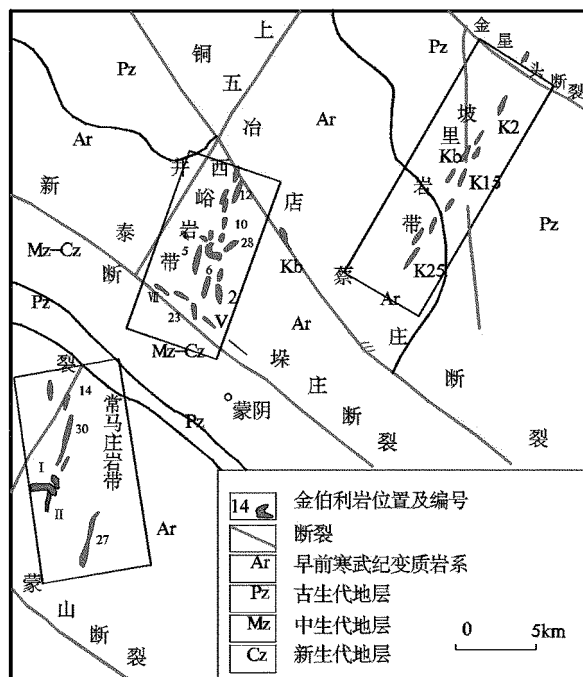 金星头断裂
上五井断裂
铜冶店蔡庄断裂
新泰垛庄断裂
蒙山断裂
坡里岩带
西峪岩带
常马庄岩带
Pz
Pz
Ar
Ar
Kb
K2
K15
K25
Pz
Ar
12
10
28
5
6
2
Ⅶ
23
V
Kb
Ar
Mz-Cz
Pz
Mz-Cz
蒙阴
Pz
14
30
I
II
27
Ar
14 金伯利岩位置及编号
断裂
Ar 早前寒武纪变质岩系
Pz 古生代地层
Mz 中生代地层
Cz 新生代地层
0 5km